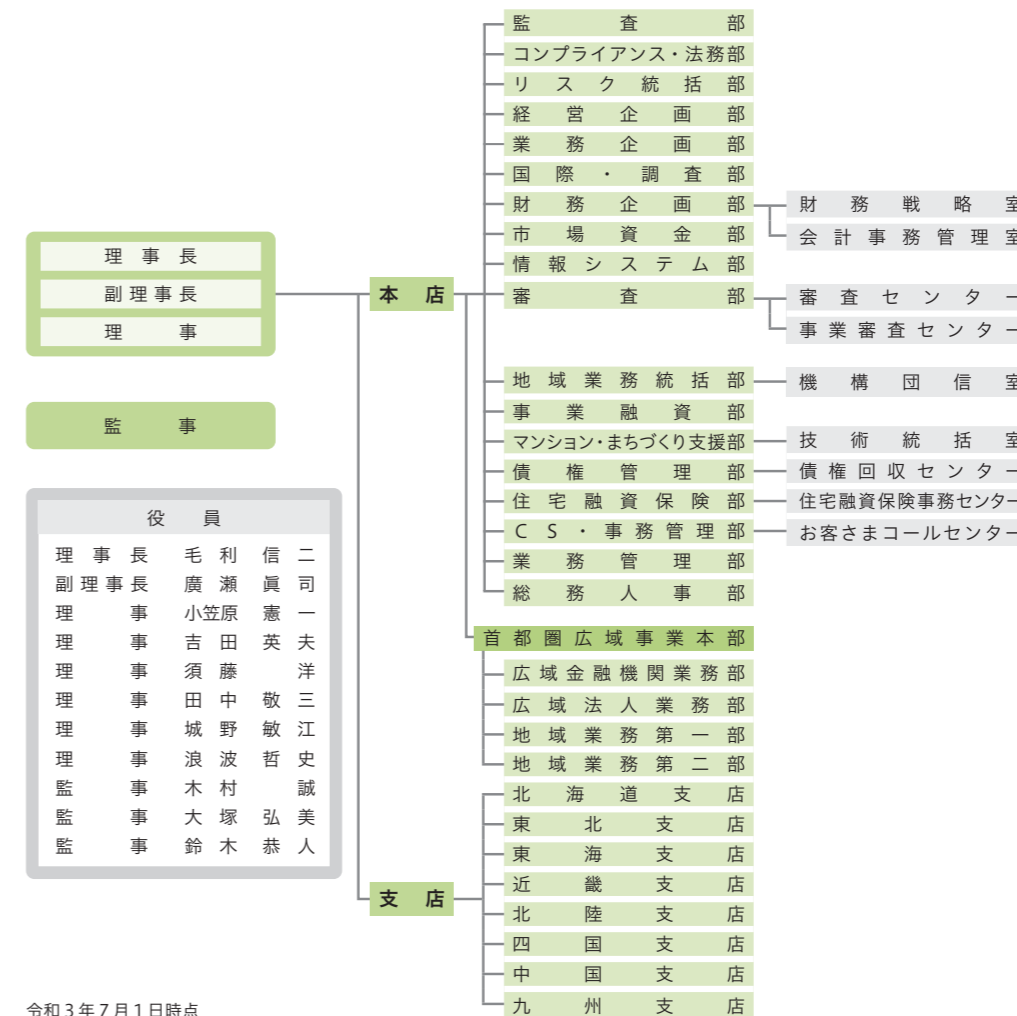 理事長
副理事長
理事
監事
役員
理事長 毛利信二
副理事長 廣瀬眞司
理事 小笠原憲一
理事 吉田英夫
理事 須藤洋
理事 田中敬三
理事 城野敏江
理事 浪波哲史
監事 木村誠
監事 大塚弘美
監事 鈴木恭人
令和3年7月1日時点
本店
監査部
コンプライアンス・法務部
リスク統括部
経営企画部
業務企画部
国際・調査部
財務企画部
財務戦略室
会計事務管理室
市場資金部
情報システム部
審査部
審査センター
事業審査センター
地域業務統括部
機構団信室
事業融資部
マンション・まちづくり支援部
技術統括室
債権管理部
債権回収センター
住宅融資保険部
住宅融資保険事務センター
CS・事務管理部
お客さまコールセンター
業務管理部
総務人事部
首都圏広域事業本部
広域金融機関業務部
広域法人業務部
地域業務第一部
地域業務第二部
支店
北海道支店
東北支店
東海支店
近畿支店
北陸支店
四国支店
中国支店
九州支店